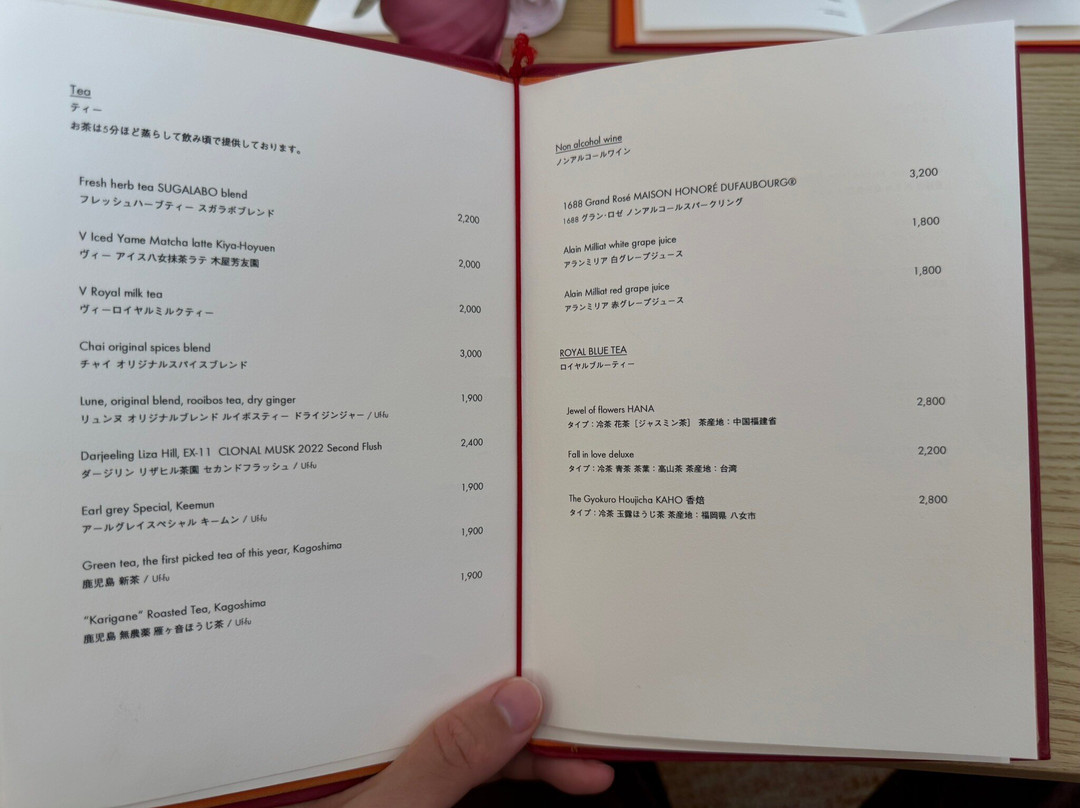 Tea
ティー
お茶は5分ほど蒸らして飲み頃で提供しております。
Fresh herb tea SUGALABO blend
フレッシュハーブティー スガラボブレンド
2,200
V Iced Yame Matcha latte Kiya-Hoyuen
ヴィー アイス八女抹茶ラテ 木屋芳友園
2,000
V Royal milk tea
ヴィーロイヤルミルクティー
2,000
Chai original spices blend
チャイ オリジナルスパイスブレンド
3,000
Lune, original blend, rooibos tea, dry ginger
リュンヌ オリジナルブレンド ルイボスティー ドライジンジャー / Uf-fu
1,900
Darjeeling Liza Hill, EX-11 CLONAL MUSK 2022 Second Flush
ダージリン リザヒル茶園 セカンドフラッシュ / Uf-fu
2,400
Earl grey Special, Keemun
アールグレイスペシャル キームン / Uf-fu
1,900
Green tea, the first picked tea of this year, Kagoshima
鹿児島 新茶 / Uf-fu
1,900
“Karigane” Roasted Tea, Kagoshima
鹿児島 無農薬 雁ヶ音ほうじ茶 / Uf-fu
1,900
Non alcohol wine
ノンアルコールワイン
1688 Grand Rosé MAISON HONORÉ DUFAUBOURG®
1688 グラン・ロゼ ノンアルコールスパークリング
3,200
Alain Milliat white grape juice
アランミリア 白グレープジュース
1,800
Alain Milliat red grape juice
アランミリア 赤グレープジュース
1,800
ROYAL BLUE TEA
ロイヤルブルーティー
Jewel of flowers HANA
タイプ：冷茶 花茶［ジャスミン茶］ 茶産地：中国福建省
2,800
Fall in love deluxe
タイプ：冷茶 青茶 茶葉：高山茶 茶産地：台湾
2,200
The Gyokuro Houjicha KAHO 香焙
タイプ：冷茶 玉露ほうじ茶 茶産地：福岡県 八女市
2,800